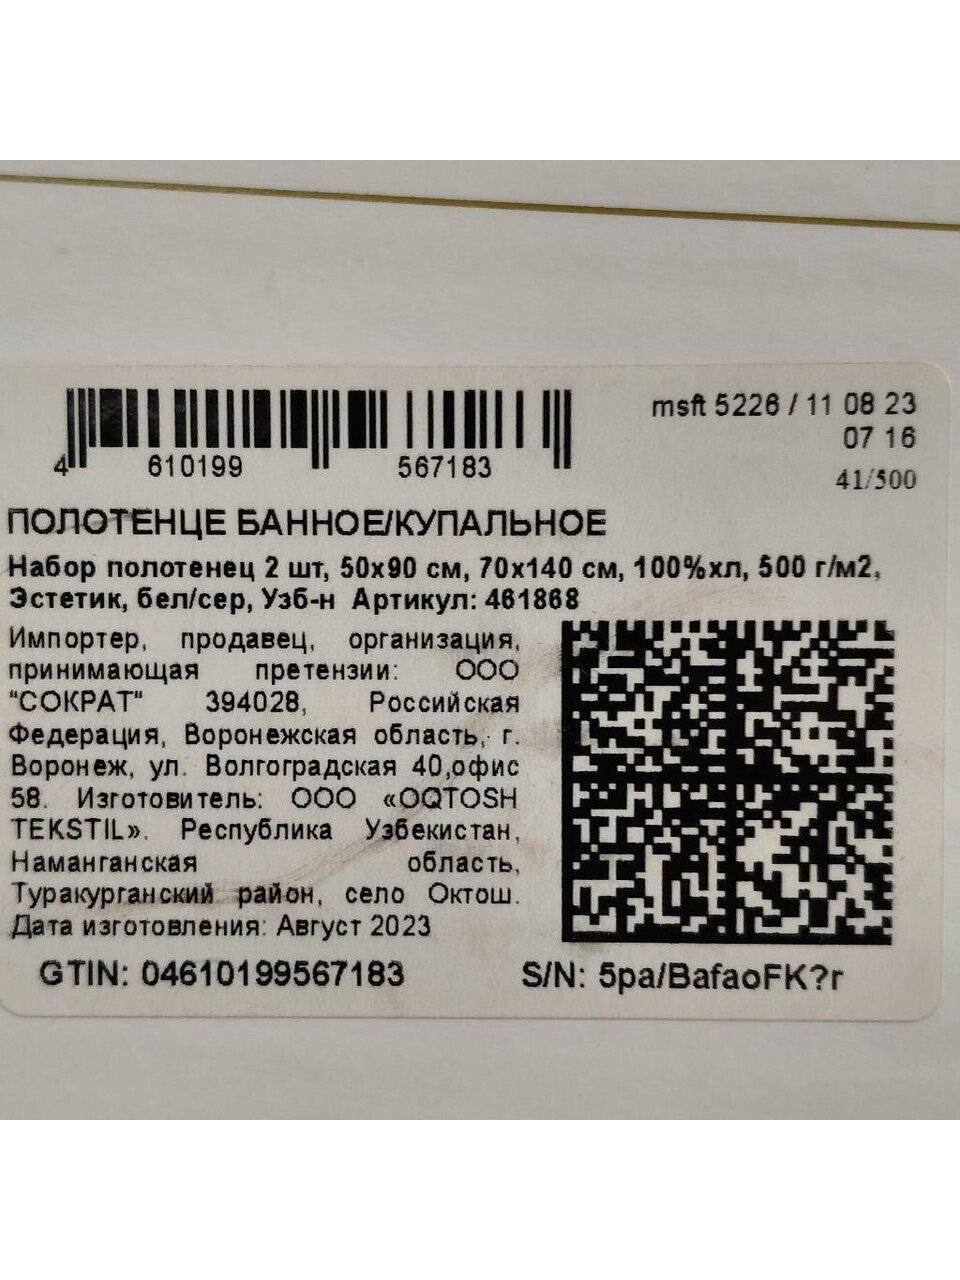 4 610199 567183
msft 5226 / 11 08 23
07 16
41/500
ПОЛОТЕНЦЕ БАННОЕ/КУПАЛЬНОЕ
Набор полотенец 2 шт, 50х90 см, 70х140 см, 100%хл, 500 г/м2,
Эстетик, бел/сер, Узб-н Артикул: 461868
Импортер, продавец, организация,
принимающая претензии: ООО
"СОКРАТ" 394028, Российская
Федерация, Воронежская область, г.
Воронеж, ул. Волгоградская 40,офис
58. Изготовитель: ООО «OQTOSH
TEKSTIL». Республика Узбекистан,
Наманганская область,
Туракурганский район, село Октош.
Дата изготовления: Август 2023
GTIN: 04610199567183
S/N: 5pa/BafaoFK?r